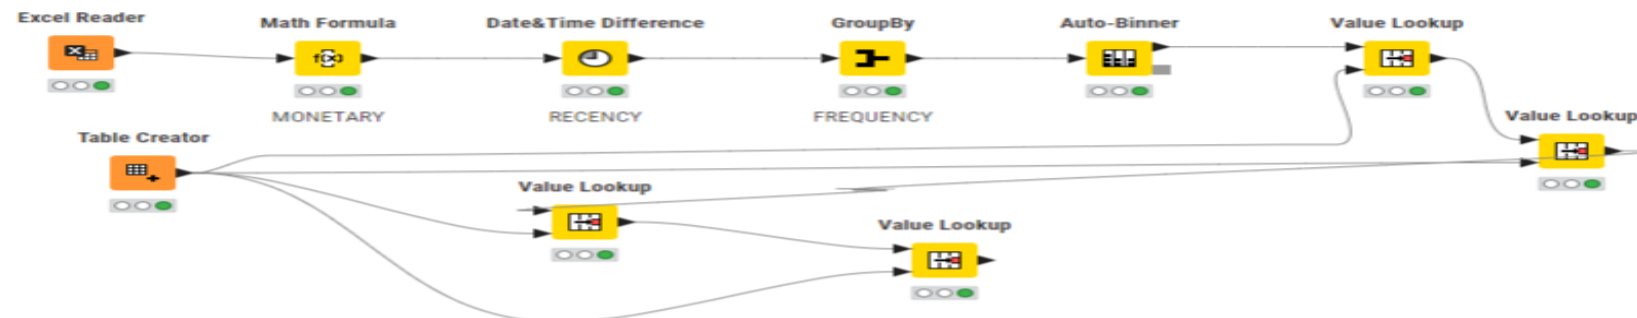 Excel Reader
Math Formula
Date&Time Difference
GroupBy
Auto-Binner
Value Lookup
f(x)
MONETARY
RECENCY
FREQUENCY
Value Lookup
Table Creator
Value Lookup
Value Lookup